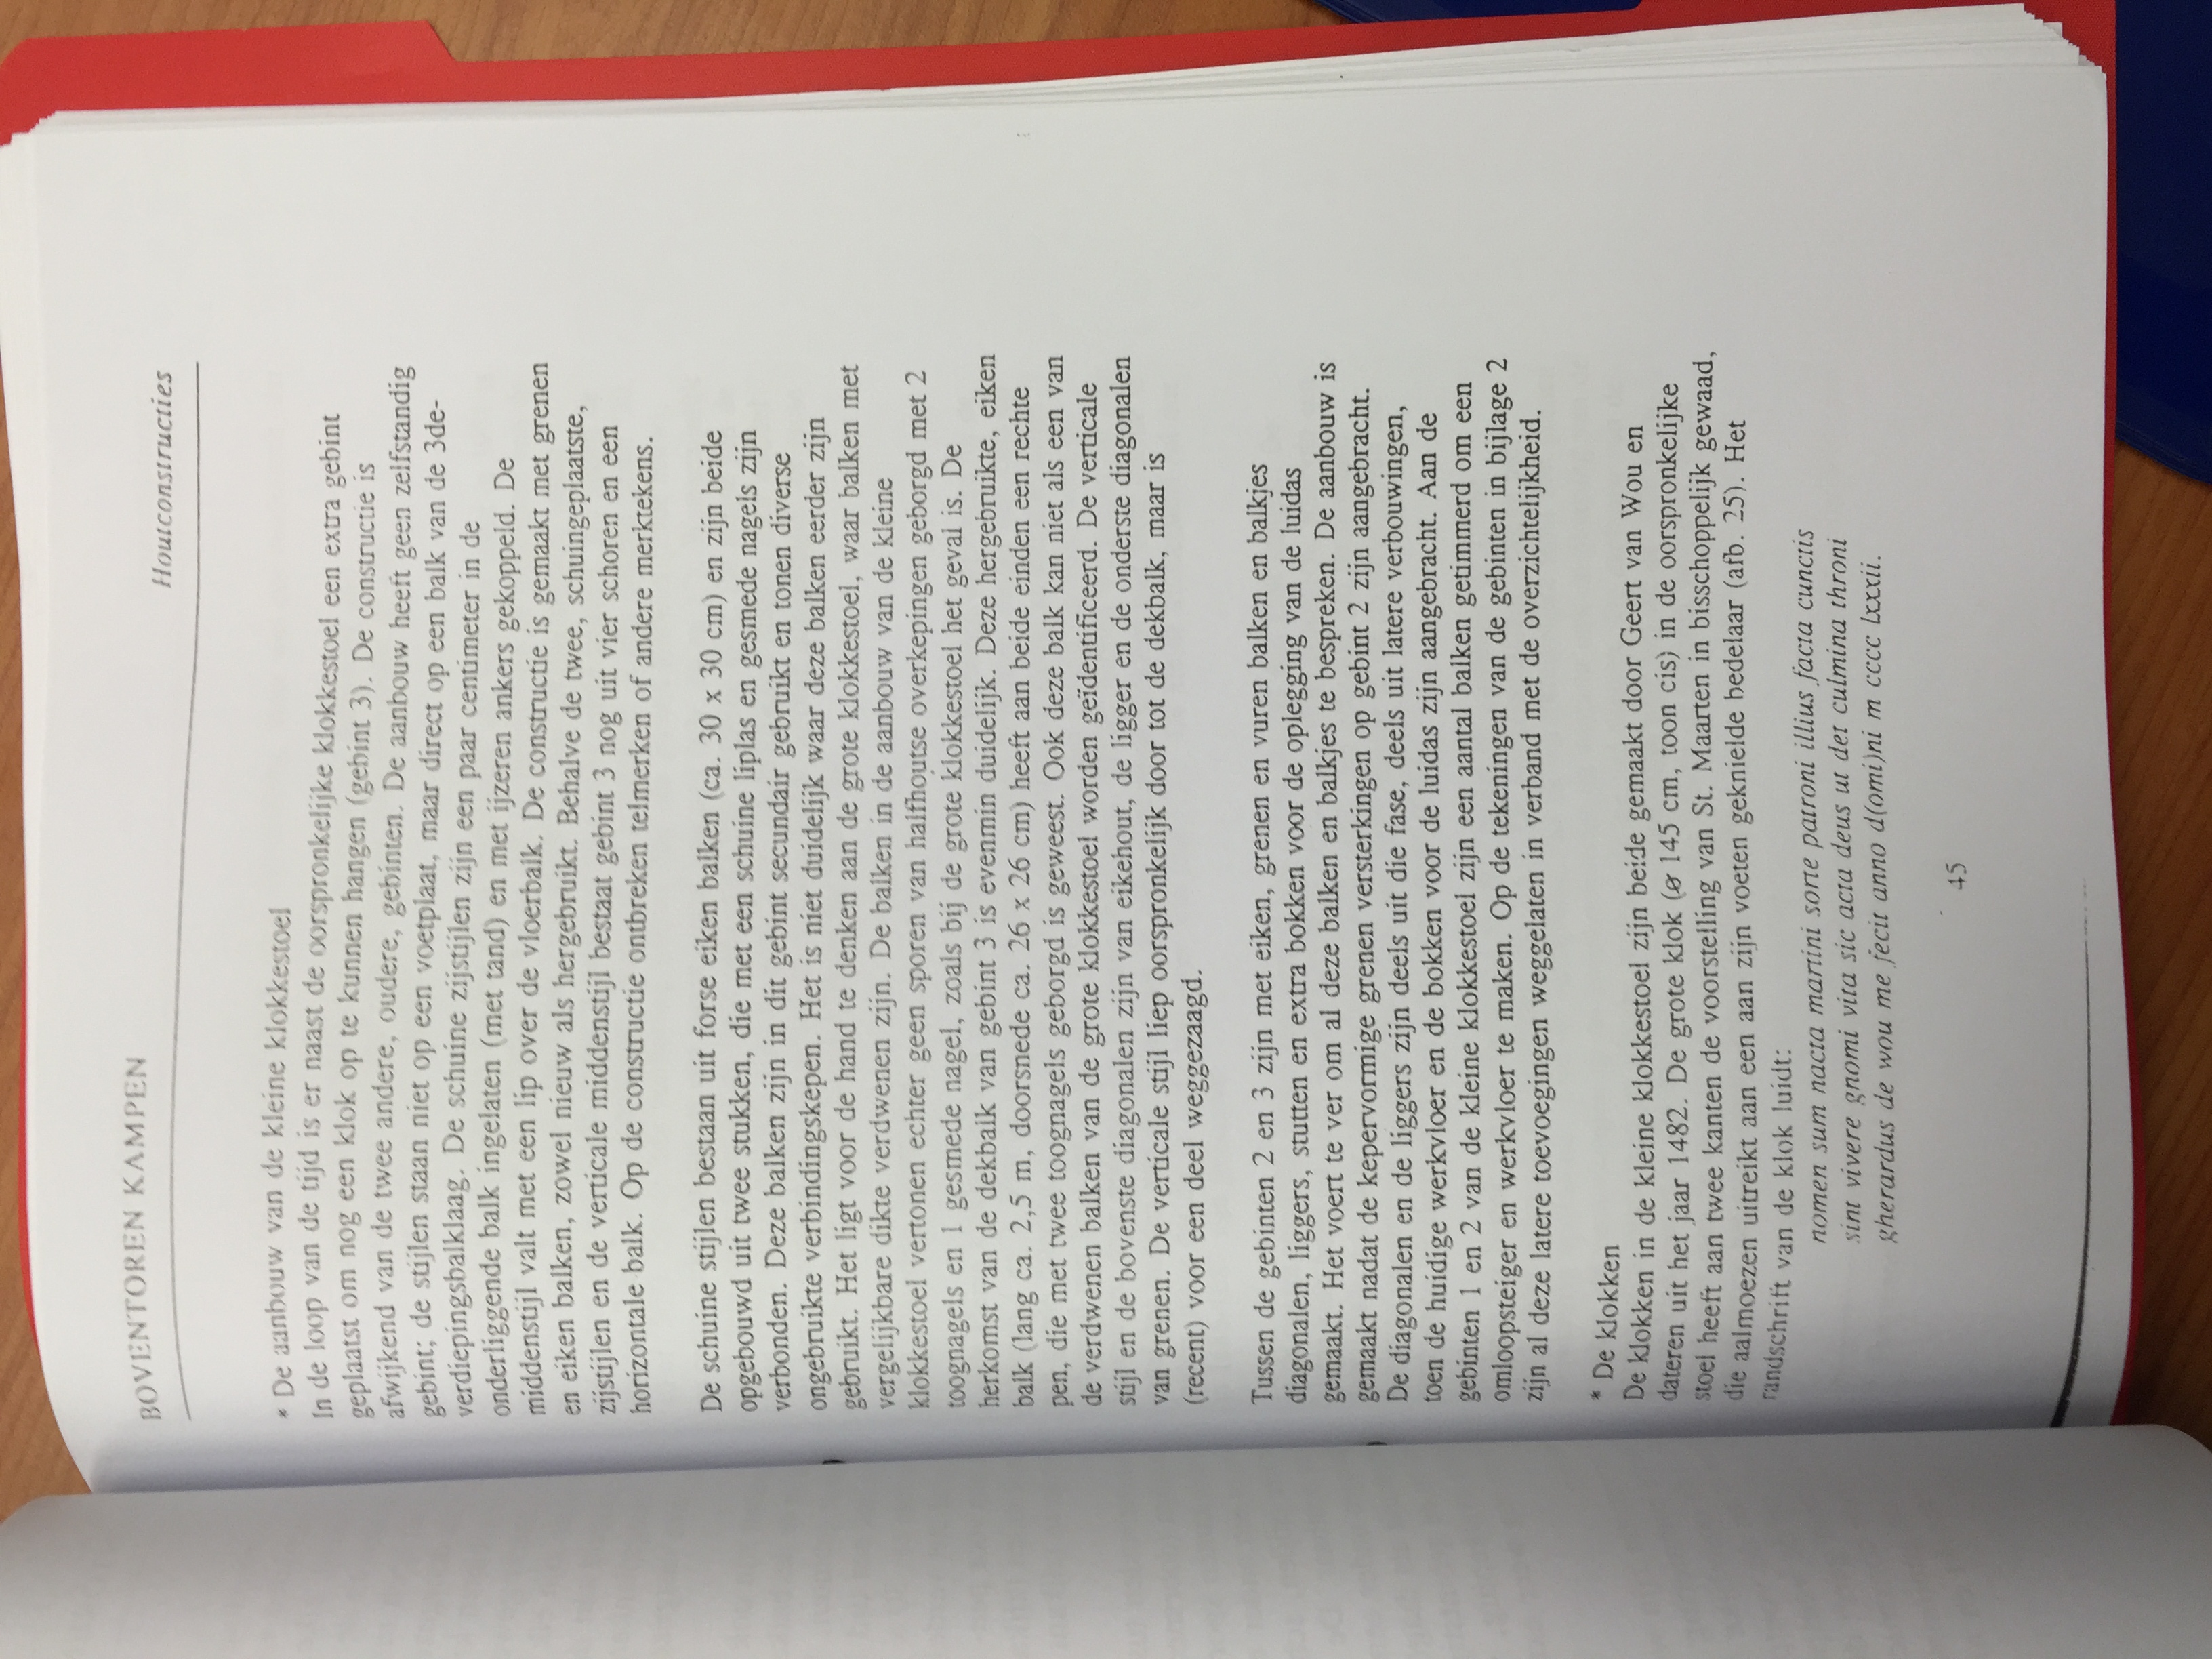 BOVENTOREN KAMPEN Houtconstructies
* De aanbouw van de kleine klokkestoel
In de loop van de tijd is er naast de oorspronkelijke klokkestoel een extra gebint
geplaatst om nog een klok op te kunnen hangen (gebint 3). De constructie is
afwijkend van de twee andere, oudere, gebinten. De aanbouw heeft geen zelfstandig
gebint; de stijlen staan niet op een voetplaat, maar direct op een balk van de 3de-
verdiepingsbalklaag. De schuine zijstijlen zijn een paar centimeter in de
onderliggende balk ingelaten (met tand) en met ijzeren ankers gekoppeld. De
middenstijl valt met een lip over de vloerbalk. De constructie is gemaakt met grenen
en eiken balken, zowel nieuw als hergebruikt. Behalve de twee, schuingeplaatste,
zijstijlen en de verticale middenstijl bestaat gebint 3 nog uit vier schoren en een
horizontale balk. Op de constructie ontbreken telmerken of andere merktekens.
De schuine stijlen bestaan uit forse eiken balken (ca. 30 x 30 cm) en zijn beide
opgebouwd uit twee stukken, die met een schuine liplas en gesmede nagels zijn
verbonden. Deze balken zijn in dit gebint secundair gebruikt en tonen diverse
ongebruikte verbindingskepen. Het is niet duidelijk waar deze balken eerder zijn
gebruikt. Het ligt voor de hand te denken aan de grote klokkestoel, waar balken met
vergelijkbare dikte verdwenen zijn. De balken in de aanbouw van de kleine
klokkestoel vertonen echter geen sporen van halfhoutse overkepingen geborgd met 2
toognagels en 1 gesmede nagel, zoals bij de grote klokkestoel het geval is. De
herkomst van de dekbalk van gebint 3 is evenmin duidelijk. Deze hergebruikte, eiken
balk (lang ca. 2,5 m, doorsnede ca. 26 x 26 cm) heeft aan beide einden een rechte
pen, die met twee toognagels geborgd is geweest. Ook deze balk kan niet als een van
de verdwenen balken van de grote klokkestoel worden geïdentificeerd. De verticale
stijl en de bovenste diagonalen zijn van eikehout, de ligger en de onderste diagonalen
van grenen. De verticale stijl liep oorspronkelijk door tot de dekbalk, maar is
(recent) voor een deel weggezaagd.
Tussen de gebinten 2 en 3 zijn met eiken, grenen en vuren balken en balkjes
diagonalen, liggers, stutten en extra bokken voor de oplegging van de luidas
gemaakt. Het voert te ver om al deze balken en balkjes te bespreken. De aanbouw is
gemaakt nadat de kepervormige grenen versterkingen op gebint 2 zijn aangebracht.
De diagonalen en de liggers zijn deels uit die fase, deels uit latere verbouwingen,
toen de huidige werkvloer en de bokken voor de luidas zijn aangebracht. Aan de
gebinten 1 en 2 van de kleine klokkestoel zijn een aantal balken getimmerd om een
omloopsteiger en werkvloer te maken. Op de tekeningen van de gebinten in bijlage 2
zijn al deze latere toevoegingen weggelaten in verband met de overzichtelijkheid.
* De klokken
De klokken in de kleine klokkestoel zijn beide gemaakt door Geert van Wou en
dateren uit het jaar 1482. De grote klok (ø 145 cm, toon cis) in de oorspronkelijke
stoel heeft aan twee kanten de voorstelling van St. Maarten in bisschoppelijk gewaad,
die aalmoezen uitreikt aan een aan zijn voeten geknielde bedelaar (afb. 25). Het
randschrift van de klok luidt:
nomen sum nacta martini sorte patroni illius facta cunctis
sint vivere gnomi vita sic acta deus ut det culmina throni
gherardus de wou me fecit anno d(omi)ni m cccc lxxii.
45